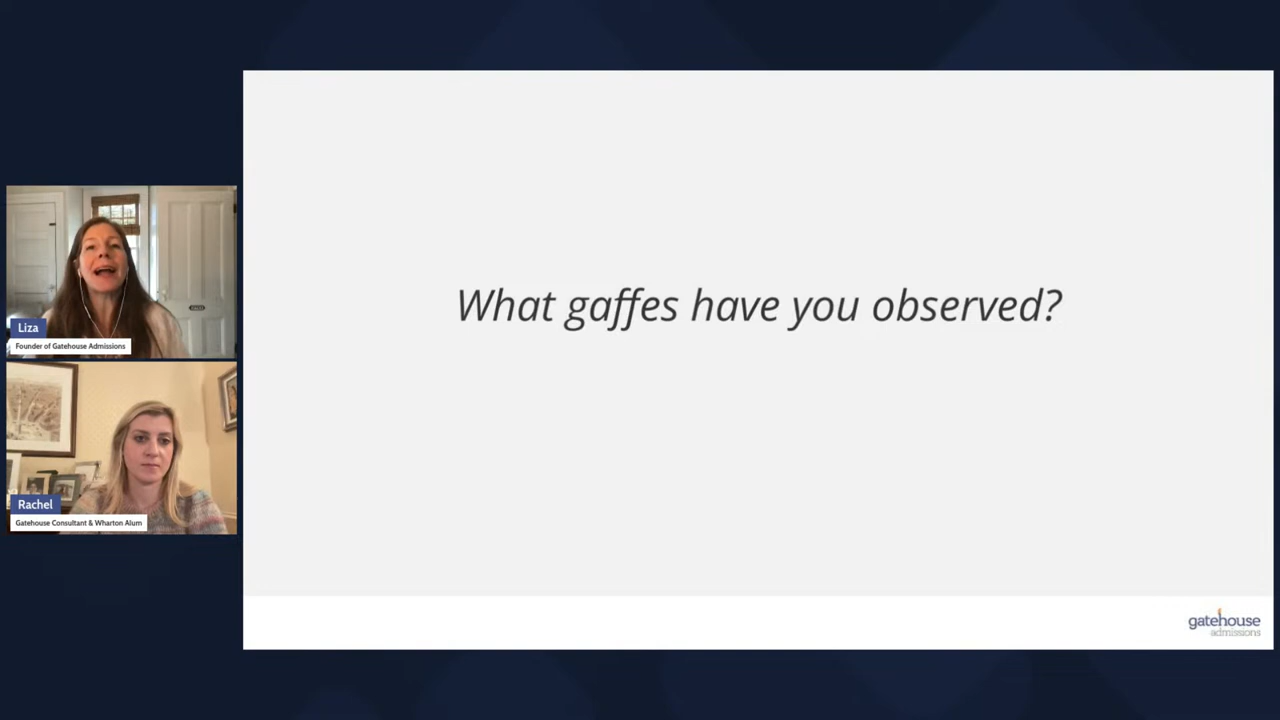 What gaffes have you observed?
Liza
Founder of Gatehouse Admissions
Rachel
Gatehouse Consultant & Wharton Alum
gatehouse
admissions